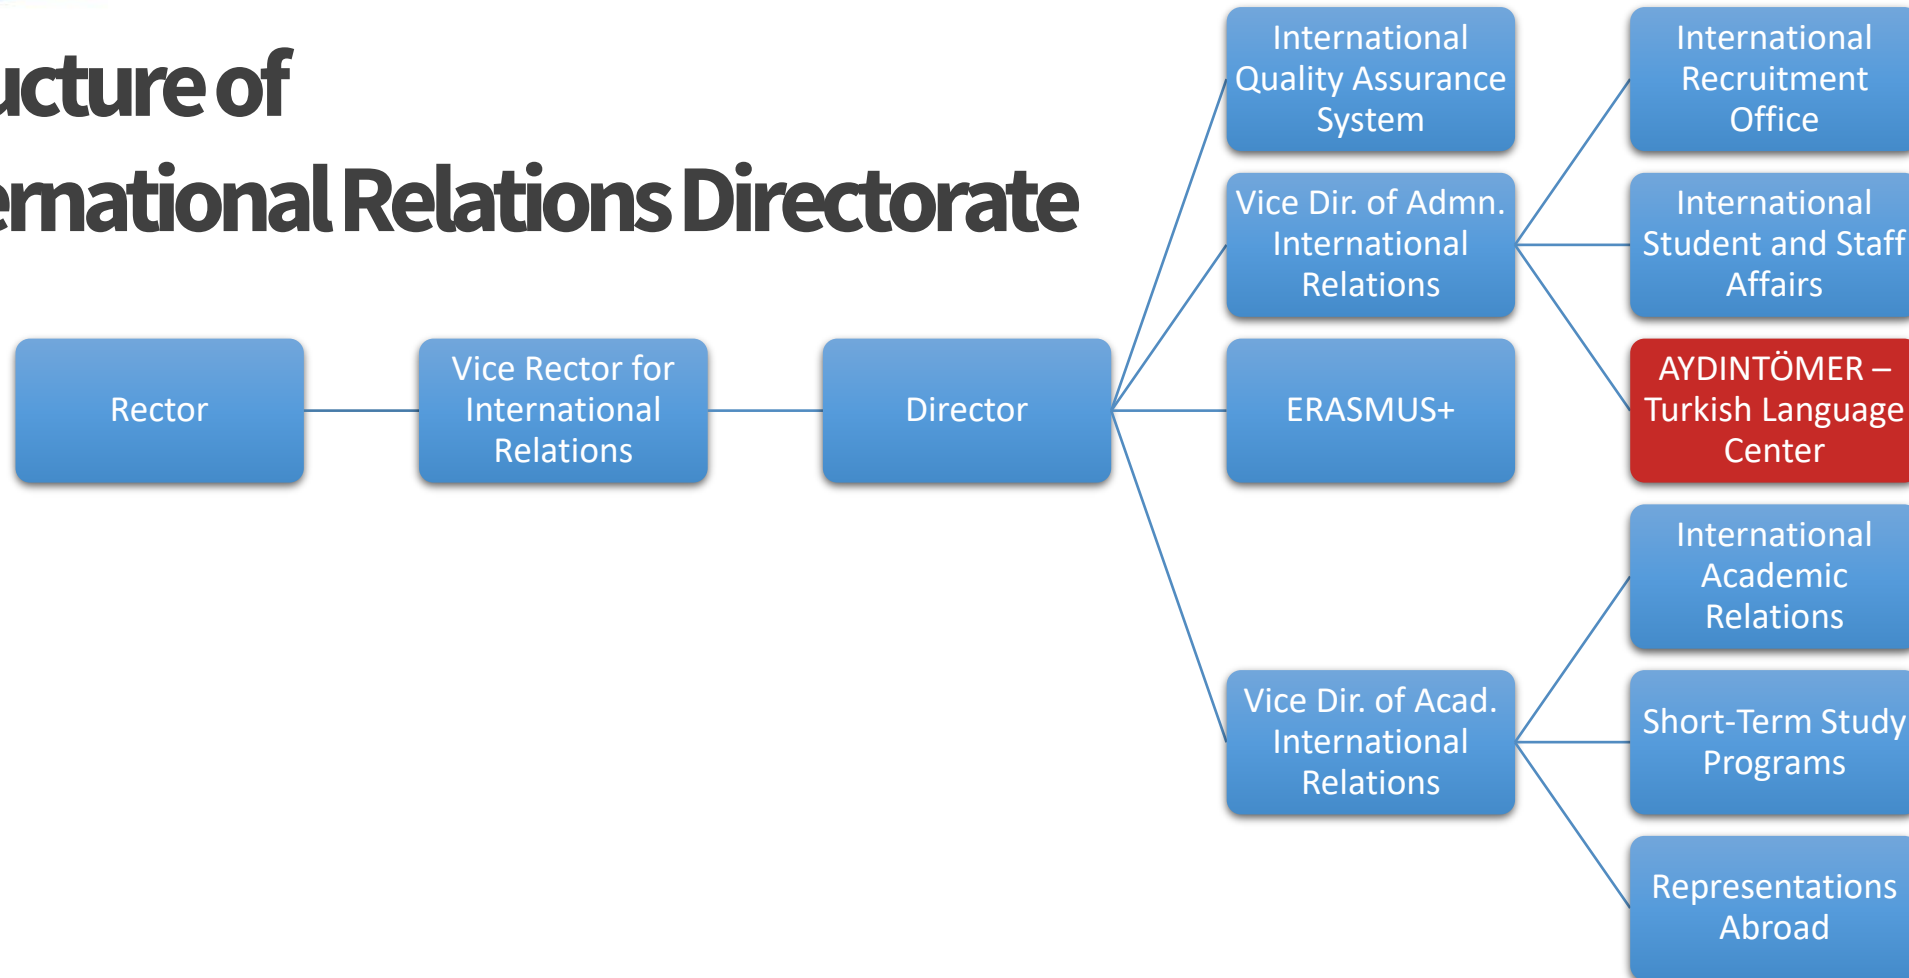 ucture of
ernational Relations Directorate
Rector
Vice Rector for
International
Relations
Director
International
Quality Assurance
System
Vice Dir. of Admn.
International
Relations
ERASMUS+
Vice Dir. of Acad.
International
Relations
International
Recruitment
Office
International
Student and Staff
Affairs
AYDINTÖMER –
Turkish Language
Center
International
Academic
Relations
Short-Term Study
Programs
Representations
Abroad